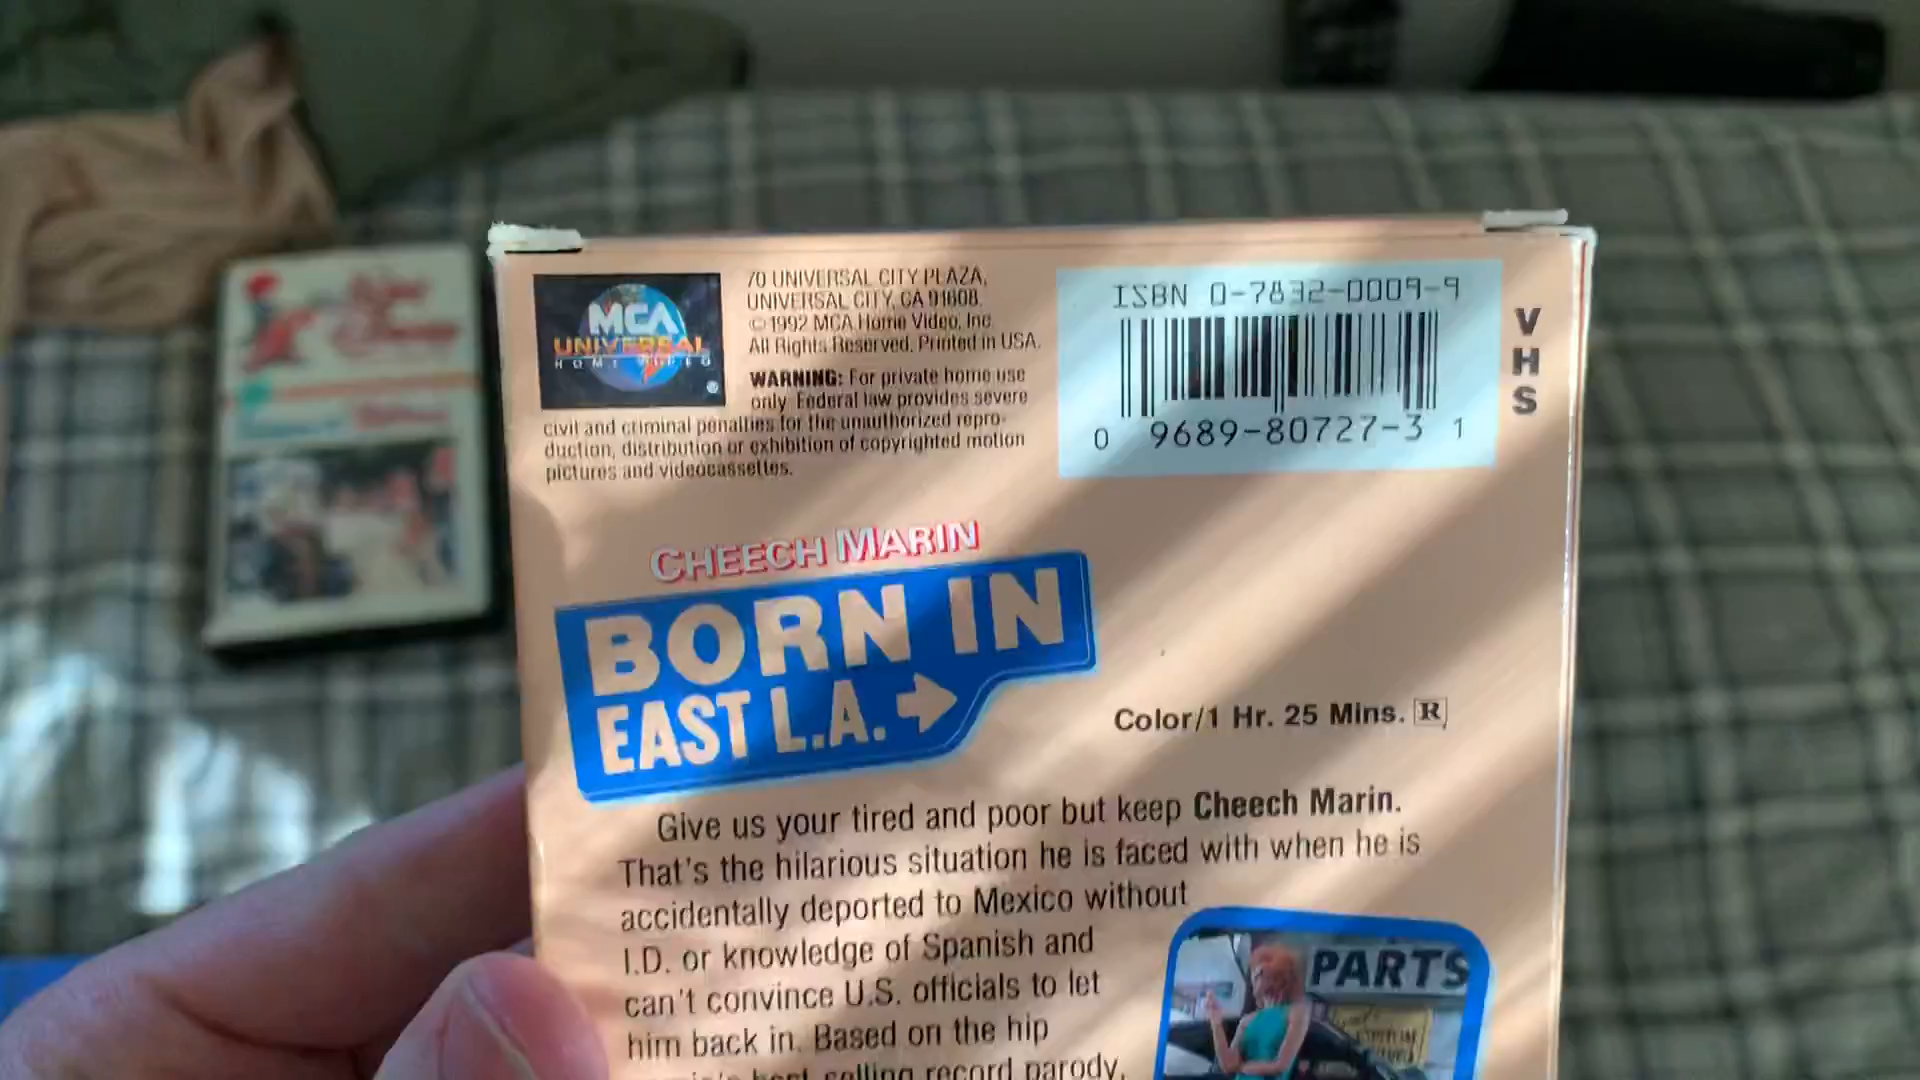 MCA
UNIVERSAL
HOME VIDEO
®
70 UNIVERSAL CITY PLAZA,
UNIVERSAL CITY, CA 91608.
© 1992 MCA Home Video, Inc.
All Rights Reserved. Printed in USA.
WARNING: For private home use
only. Federal law provides severe
civil and criminal penalties for the unauthorized repro-
duction, distribution or exhibition of copyrighted motion
pictures and videocassettes.
ISBN 0-7832-0009-9
0 9689-80727-3 1
VHS
CHEECH MARIN
BORN IN
EAST L.A.
Color/1 Hr. 25 Mins. R
Give us your tired and poor but keep Cheech Marin.
That's the hilarious situation he is faced with when he is
accidentally deported to Mexico without
I.D. or knowledge of Spanish and
can't convince U.S. officials to let
him back in. Based on the hip
best selling record parody,
PARTS